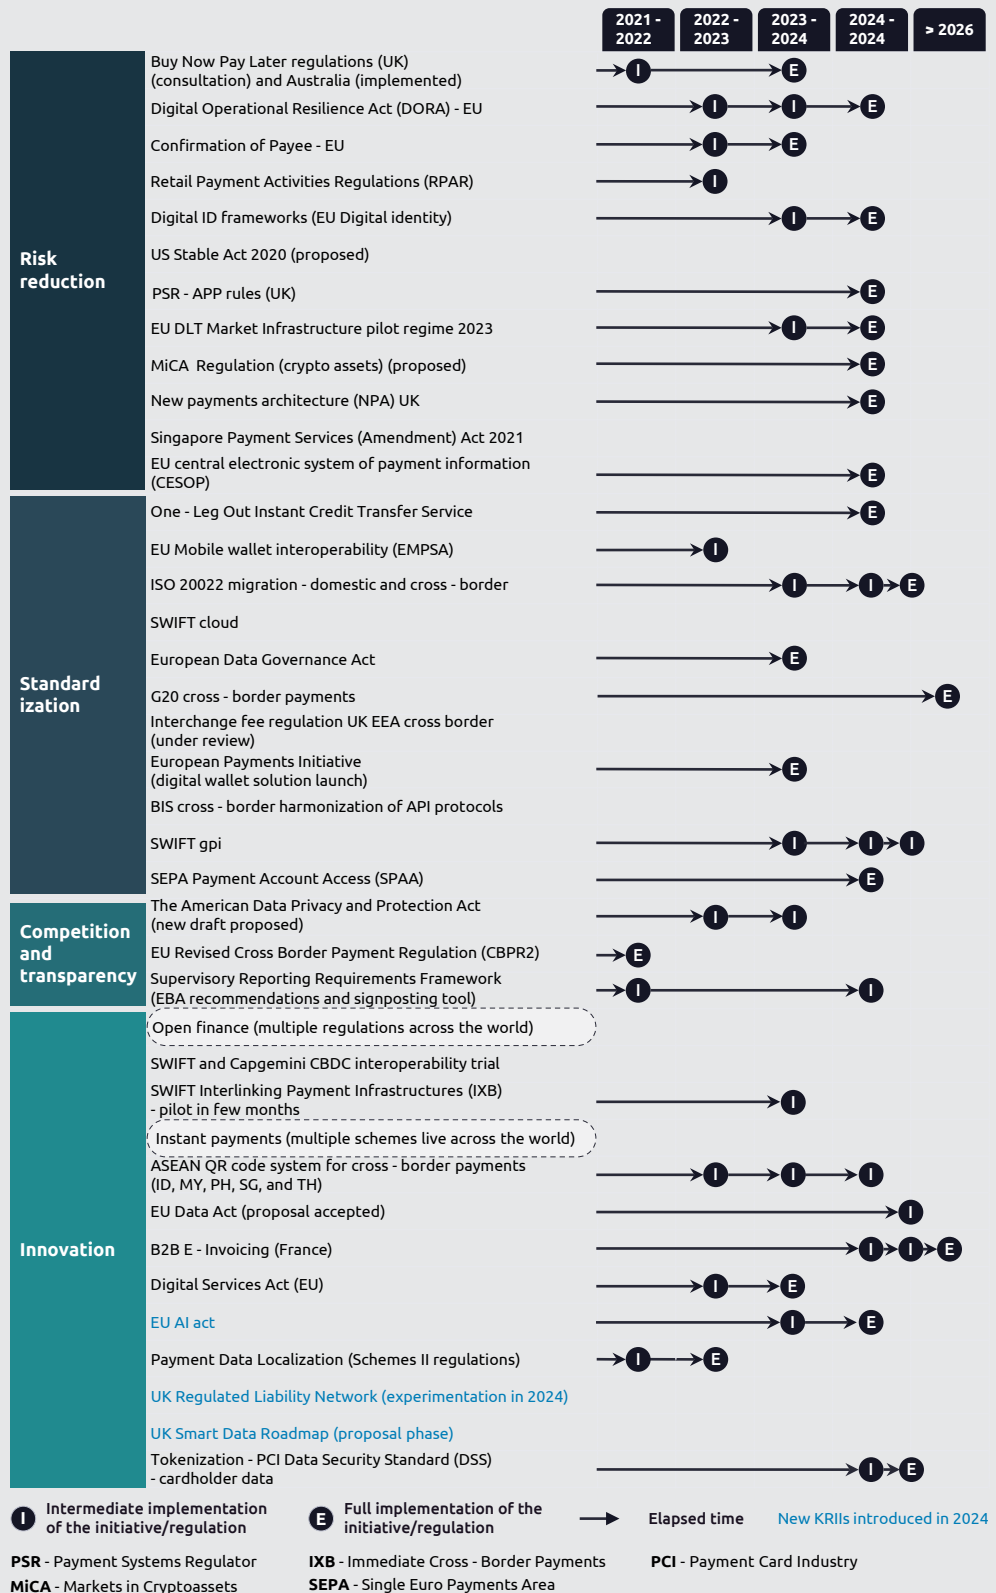 2021 - 2022
2022 - 2023
2023 - 2024
2024 - 2024
> 2026
Risk reduction
Buy Now Pay Later regulations (UK)
(consultation) and Australia (implemented)
I E
Digital Operational Resilience Act (DORA) - EU
I I E
Confirmation of Payee - EU
I E
Retail Payment Activities Regulations (RPAR)
I
Digital ID frameworks (EU Digital identity)
I E
US Stable Act 2020 (proposed)
PSR - APP rules (UK)
E
EU DLT Market Infrastructure pilot regime 2023
I E
MiCA Regulation (crypto assets) (proposed)
E
New payments architecture (NPA) UK
E
Singapore Payment Services (Amendment) Act 2021
EU central electronic system of payment information
(CESOP)
E
Standard
ization
One - Leg Out Instant Credit Transfer Service
E
EU Mobile wallet interoperability (EMPSA)
I
ISO 20022 migration - domestic and cross - border
I I E
SWIFT cloud
European Data Governance Act
E
G20 cross - border payments
E
Interchange fee regulation UK EEA cross border
(under review)
European Payments Initiative
(digital wallet solution launch)
E
BIS cross - border harmonization of API protocols
SWIFT gpi
I I I
SEPA Payment Account Access (SPAA)
E
Competition
and
transparency
The American Data Privacy and Protection Act
(new draft proposed)
I I
EU Revised Cross Border Payment Regulation (CBPR2)
E
Supervisory Reporting Requirements Framework
(EBA recommendations and signposting tool)
I I
Innovation
Open finance (multiple regulations across the world)
SWIFT and Capgemini CBDC interoperability trial
SWIFT Interlinking Payment Infrastructures (IXB)
- pilot in few months
I
Instant payments (multiple schemes live across the world)
ASEAN QR code system for cross - border payments
(ID, MY, PH, SG, and TH)
I I I
EU Data Act (proposal accepted)
I
B2B E - Invoicing (France)
I I E
Digital Services Act (EU)
I E
EU AI act
I E
Payment Data Localization (Schemes II regulations)
I E
UK Regulated Liability Network (experimentation in 2024)
UK Smart Data Roadmap (proposal phase)
Tokenization - PCI Data Security Standard (DSS)
- cardholder data
I E
I Intermediate implementation
of the initiative/regulation
E Full implementation of the
initiative/regulation
Elapsed time
New KRIIs introduced in 2024
PSR - Payment Systems Regulator
IXB - Immediate Cross - Border Payments
PCI - Payment Card Industry
MiCA - Markets in Cryptoassets
SEPA - Single Euro Payments Area